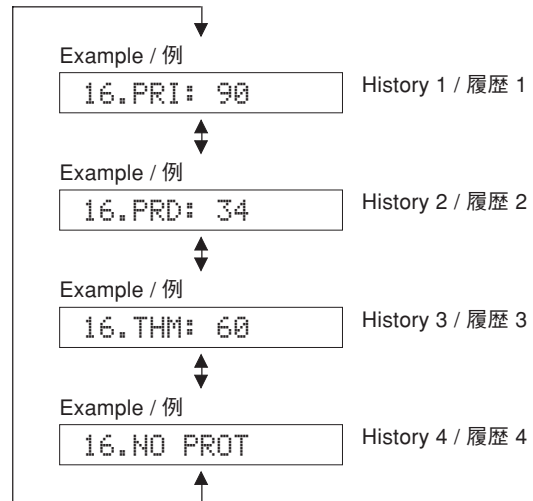 Example / 例
16.PRI: 90
History 1 / 履歴 1
Example / 例
16.PRD: 34
History 2 / 履歴 2
Example / 例
16.THM: 60
History 3 / 履歴 3
Example / 例
16.NO PROT
History 4 / 履歴 4